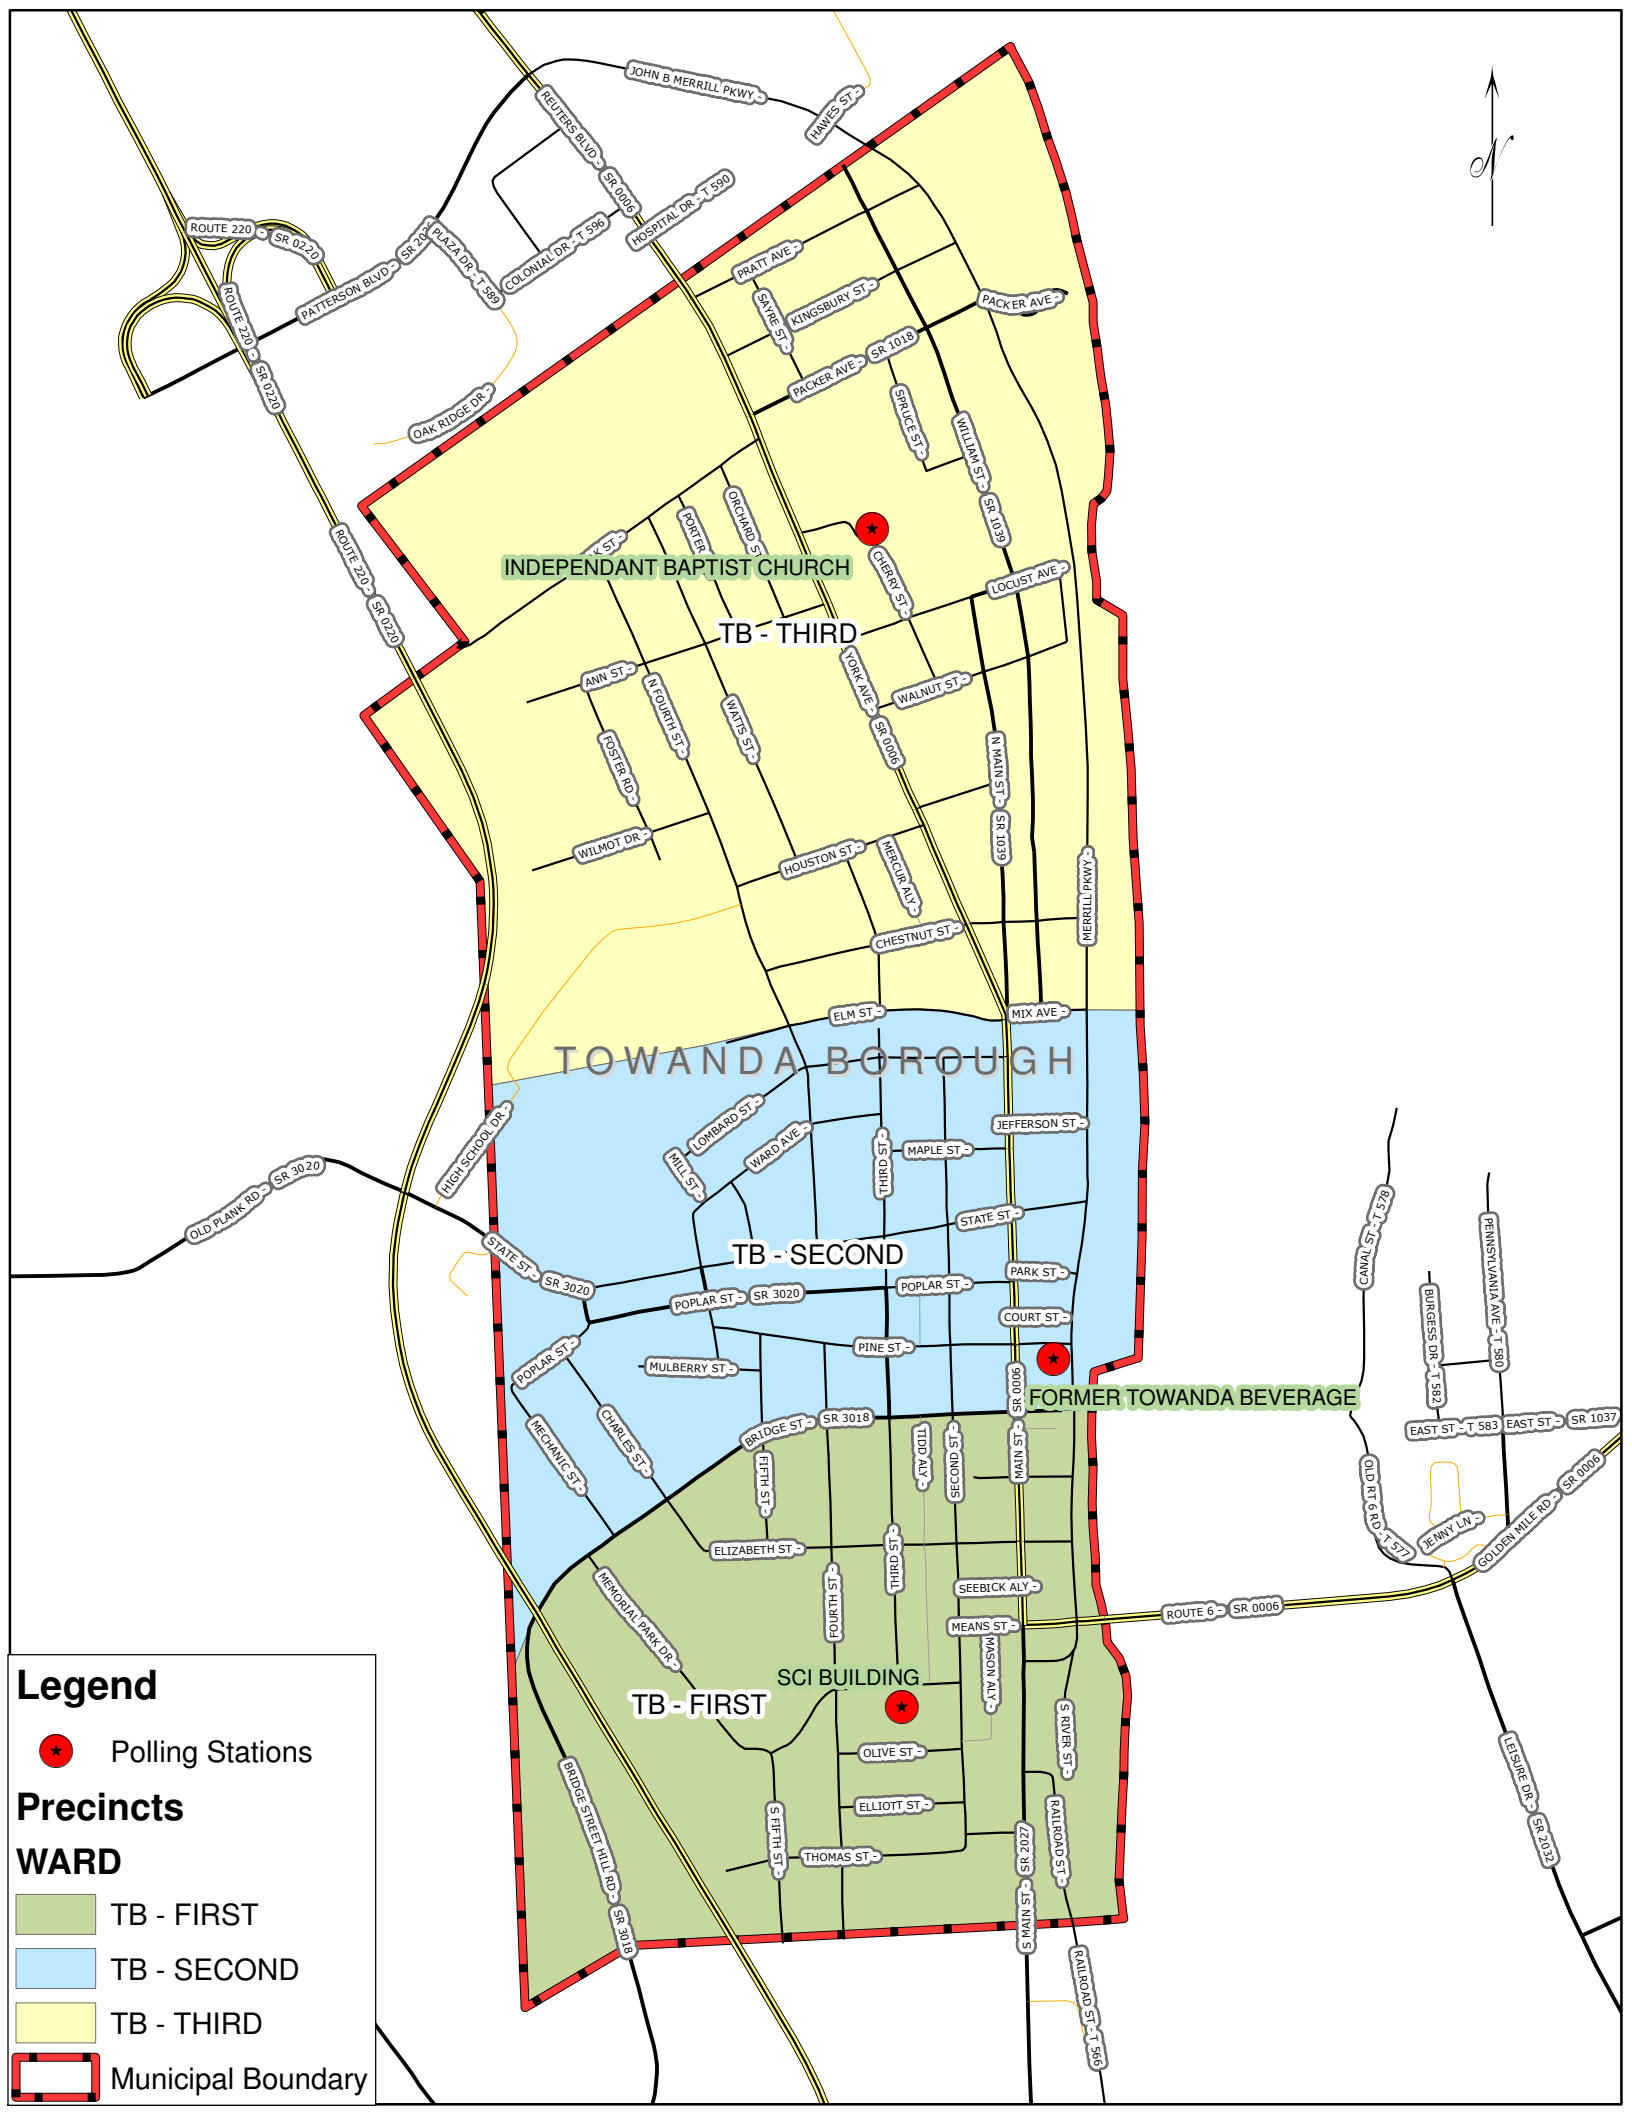 JOHN B MERRILL PKWY -
HAWES ST -
REUTERS BLVD -
SR 0006
HOSPITAL DR - T 590
COLONIAL DR - T 596
ROUTE 220 -
SR 0220
PATTERSON BLVD -
PLAZA DR - T 589
ROUTE 220 -
SR 0220
OAK RIDGE DR -
PRATT AVE -
SAYRE ST -
KINGSBURY ST -
PACKER AVE -
PACKER AVE -
SR 1018
SPRUCE ST -
WILLIAM ST -
SR 1039
N
ROUTE 220 -
SR 0220
ORCHARD ST
PORTER
INDEPENDANT BAPTIST CHURCH
CHERRY ST -
LOCUST AVE -
TB - THIRD
ANN ST -
N FOURTH ST -
WATTS ST -
YORK AVE -
SR 0006
WALNUT ST -
FOSTER RD -
N MAIN ST -
SR 1039
WILMOT DR -
HOUSTON ST -
MERCUR ALY -
MERRILL PKWY -
CHESTNUT ST -
ELM ST -
MIX AVE -
TOWANDA BOROUGH
HIGH SCHOOL DR -
LOMBARD ST -
WARD AVE -
MILL ST -
THIRD ST -
MAPLE ST -
JEFFERSON ST -
OLD PLANK RD -
SR 3020
STATE ST -
SR 3020
STATE ST -
TB - SECOND
POPLAR ST -
SR 3020
POPLAR ST -
PARK ST -
COURT ST -
PINE ST -
POPLAR ST -
MULBERRY ST -
SR 0006
FORMER TOWANDA BEVERAGE
CANAL ST - T 578
PENNSYLVANIA AVE - T 580
BURGESS DR - T 582
EAST ST - T 583
EAST ST -
SR 1037
MECHANIC ST -
CHARLES ST -
BRIDGE ST -
SR 3018
FIFTH ST -
TIDD ALY -
SECOND ST -
MAIN ST -
OLD RT 6 RD - T 577
JENNY LN -
GOLDEN MILE RD -
SR 0006
ELIZABETH ST -
THIRD ST -
FOURTH ST -
SEEBICK ALY -
MEANS ST -
MASON ALY -
ROUTE 6 -
SR 0006
MEMORIAL PARK DR -
SCI BUILDING
TB - FIRST
S RIVER ST -
OLIVE ST -
ELLIOTT ST -
THOMAS ST -
S FIFTH ST -
BRIDGE STREET HILL RD -
SR 3018
SR 2027
S MAIN ST -
RAILROAD ST -
RAILROAD ST - T 566
LEISURE DR -
SR 2032
Legend
Polling Stations
Precincts
WARD
TB - FIRST
TB - SECOND
TB - THIRD
Municipal Boundary